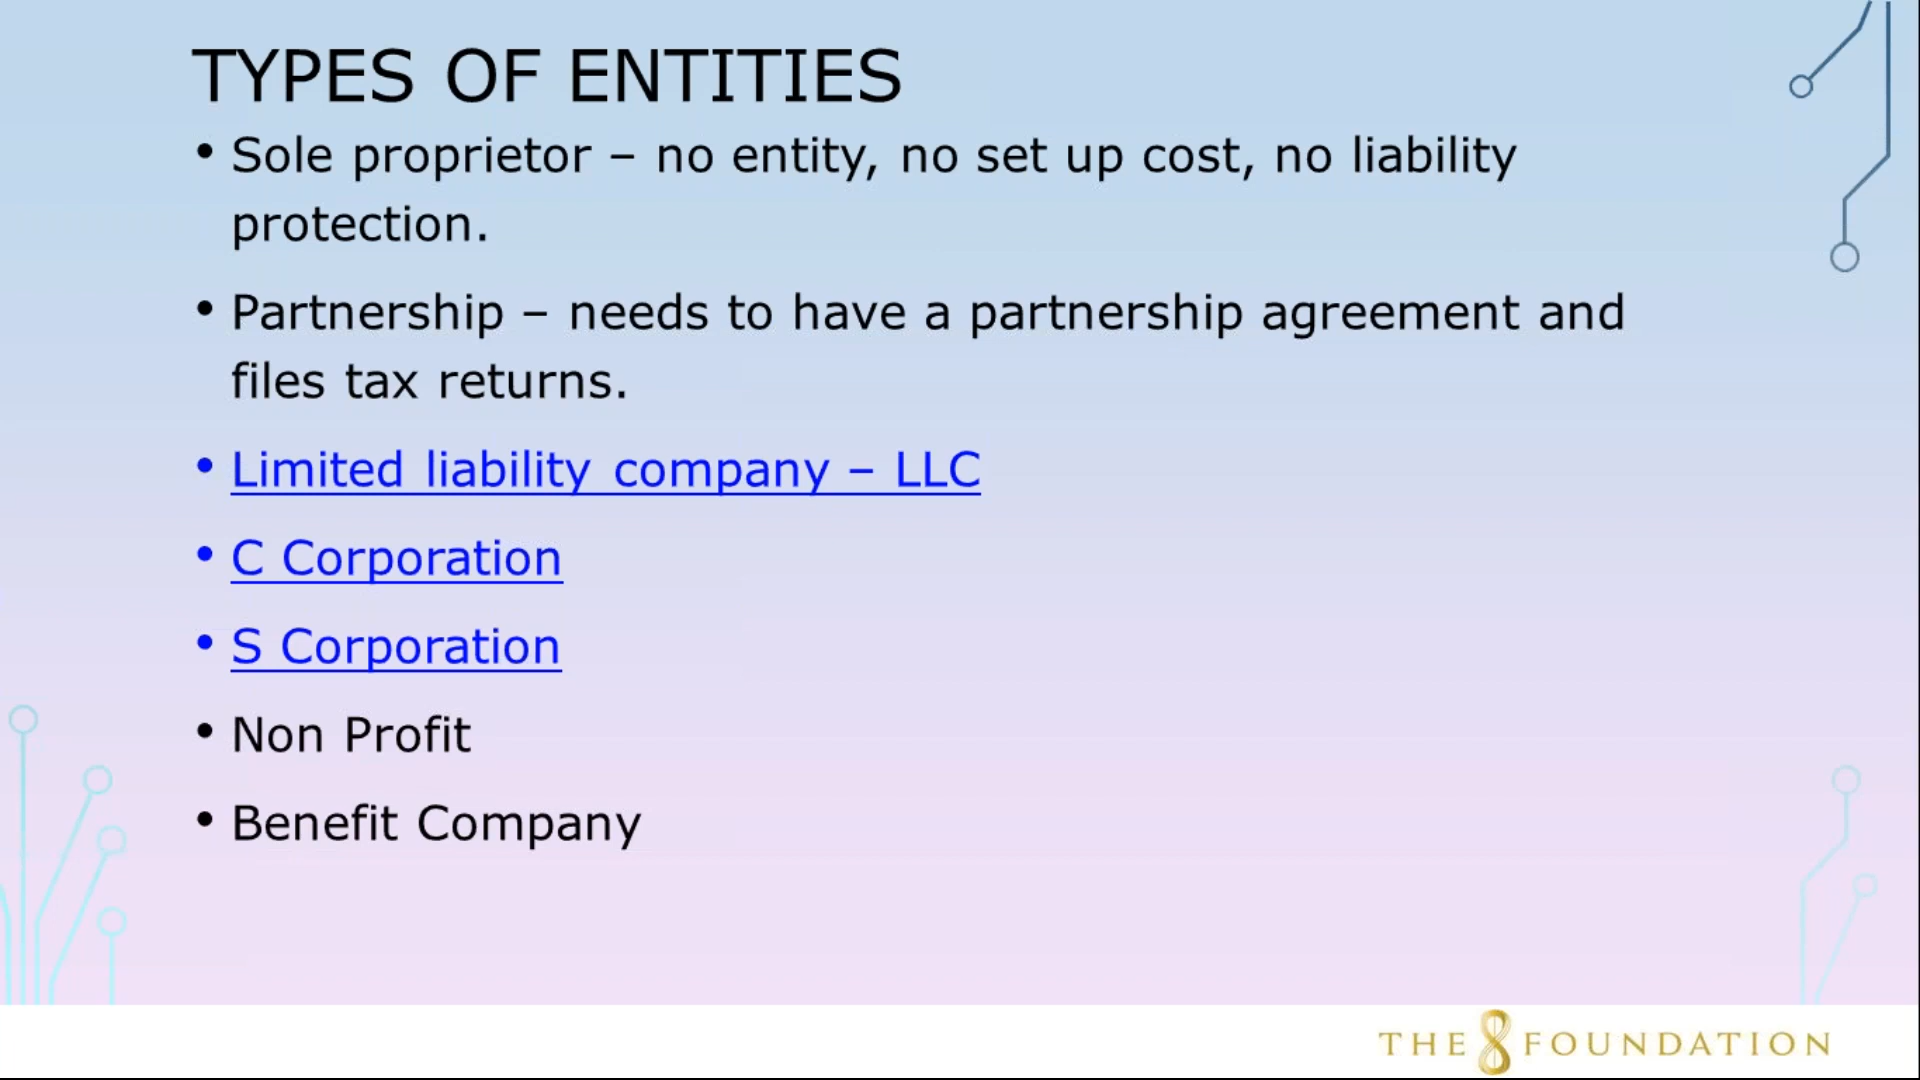 TYPES OF ENTITIES
• Sole proprietor – no entity, no set up cost, no liability
protection.
• Partnership – needs to have a partnership agreement and
files tax returns.
• Limited liability company – LLC
• C Corporation
• S Corporation
• Non Profit
• Benefit Company
THE 8 FOUNDATION